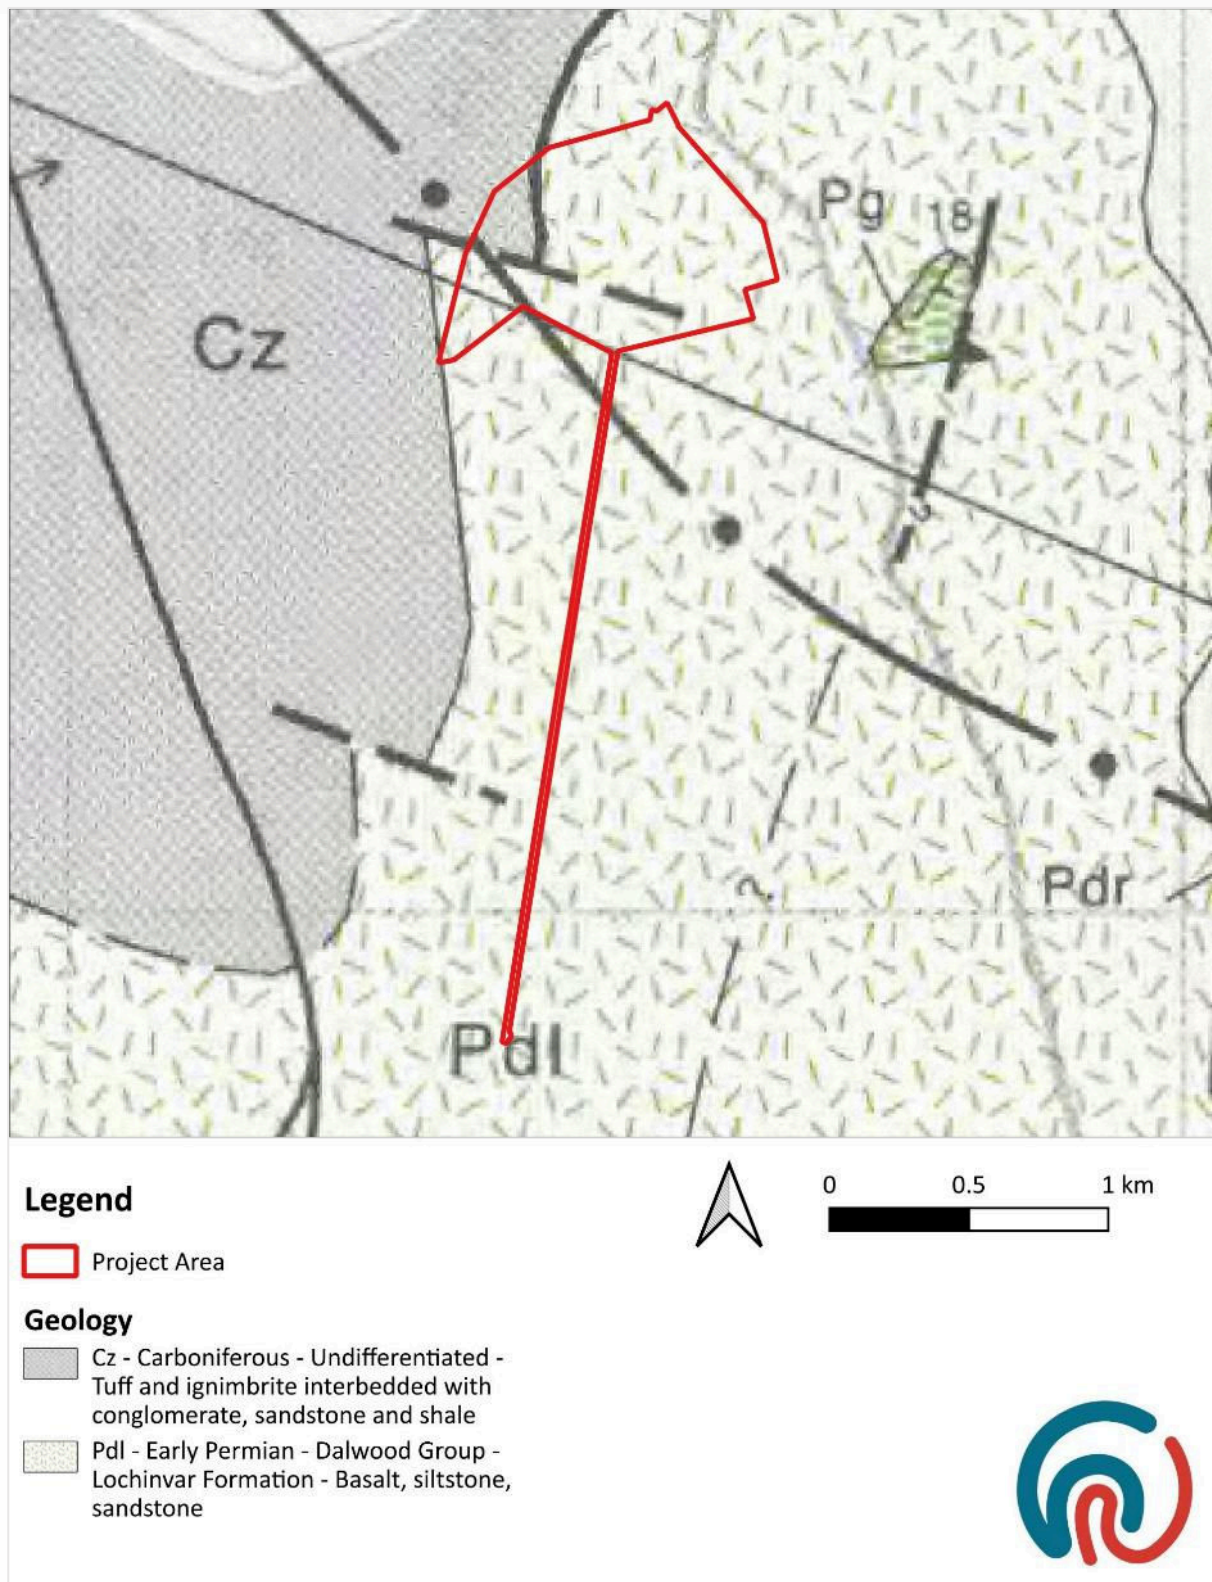 Pg
18
Cz
?
?
Pdr
Pdl
0 0.5 1 km
Legend
Project Area
Geology
Cz - Carboniferous - Undifferentiated -
Tuff and ignimbrite interbedded with
conglomerate, sandstone and shale
Pdl - Early Permian - Dalwood Group -
Lochinvar Formation - Basalt, siltstone,
sandstone